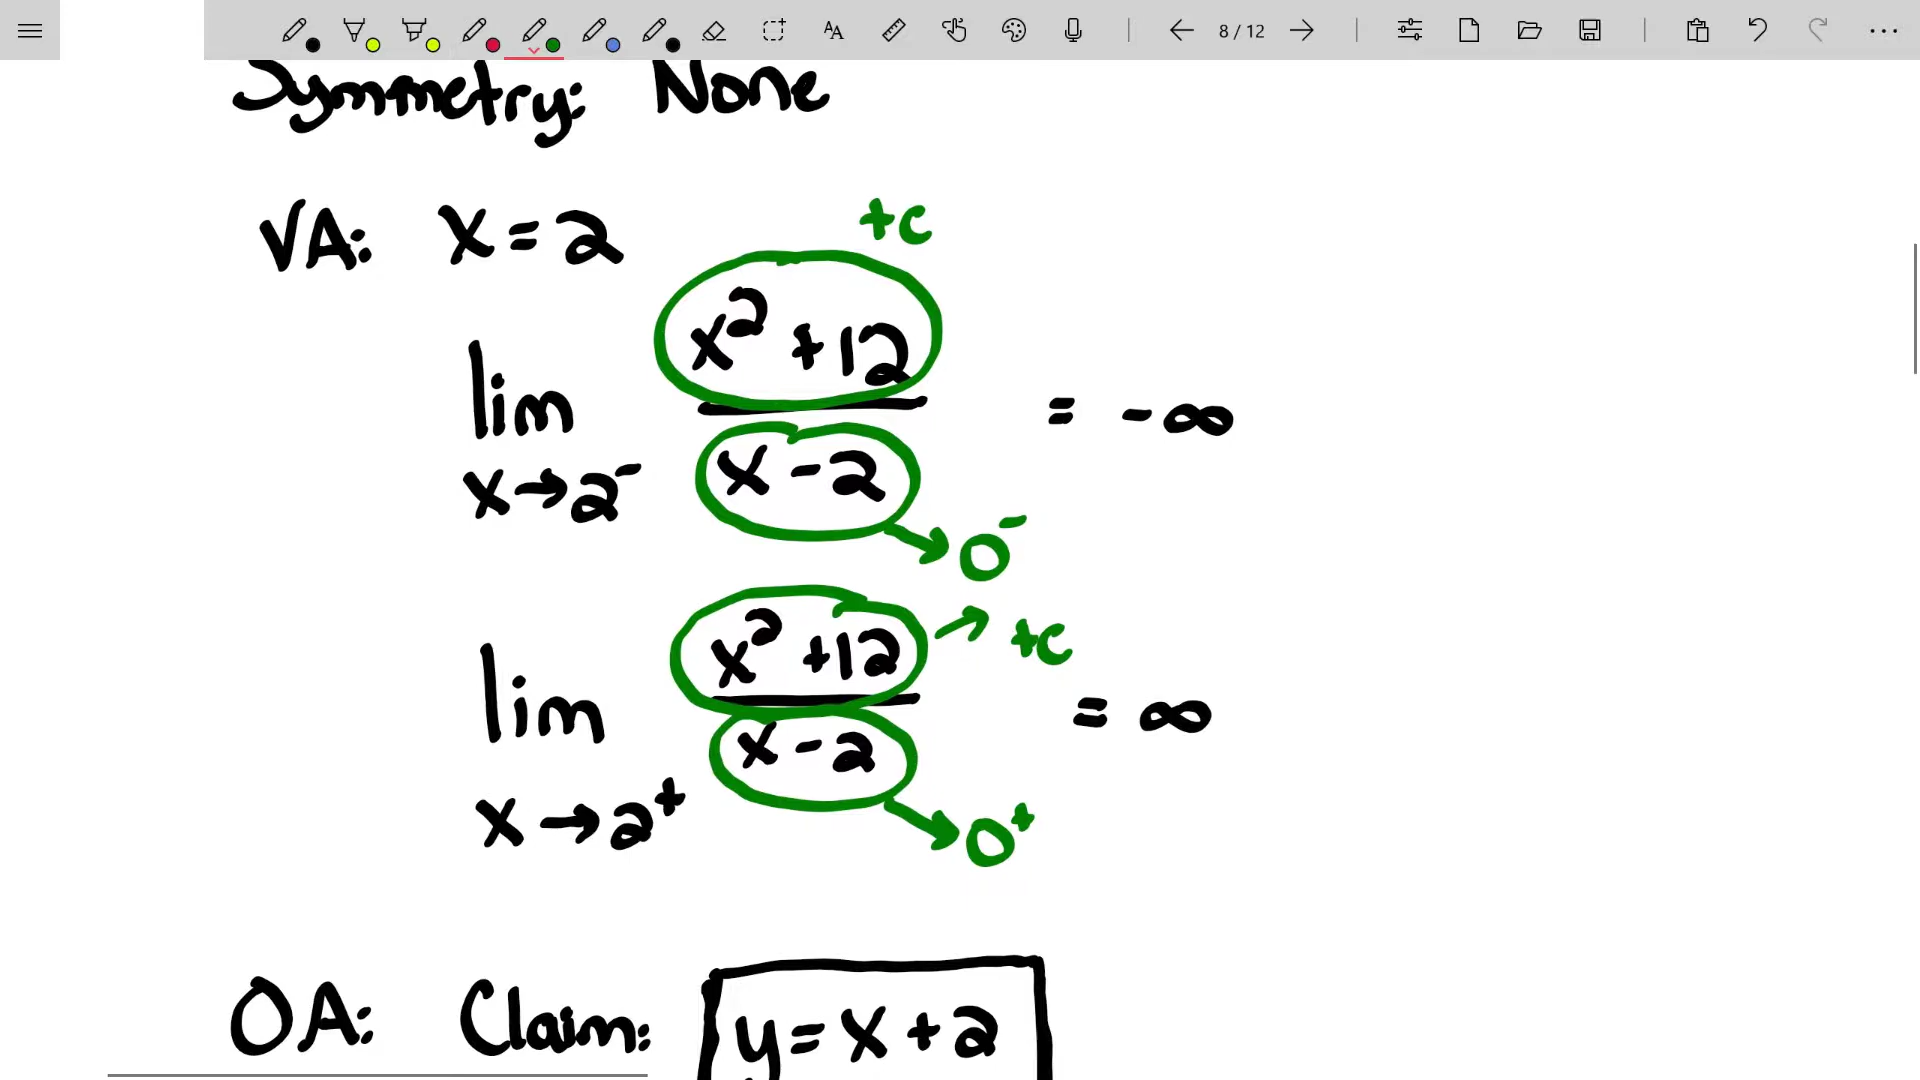 8 / 12
Symmetry: None
VA: x = 2
+c
lim x→2⁻ (x² + 12)/(x - 2) = -∞
0⁻
lim x→2⁺ (x² + 12)/(x - 2) = ∞
+c
0⁺
OA: Claim: y = x + 2